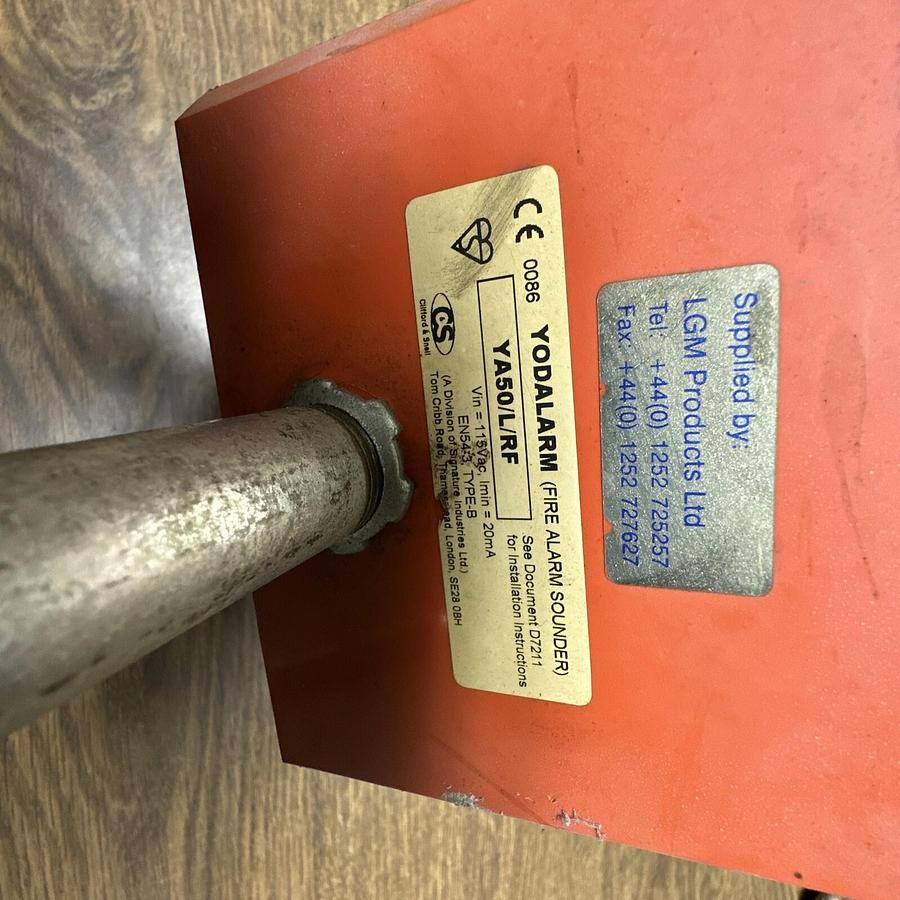 CE 0086 YODALARM (FIRE ALARM SOUNDER)
YA50/L/RF
See Document D7211
for Installation Instructions
Vin = 115Vac, Imin = 20mA
EN54-3, TYPE-B
CS
Clifford & Snell
(A Division of Signature Industries Ltd.)
Tom Cribb Road, Thamesmead, London, SE28 0BH
Supplied by:
LGM Products Ltd
Tel: +44(0) 1252 725257
Fax: +44(0) 1252 727627